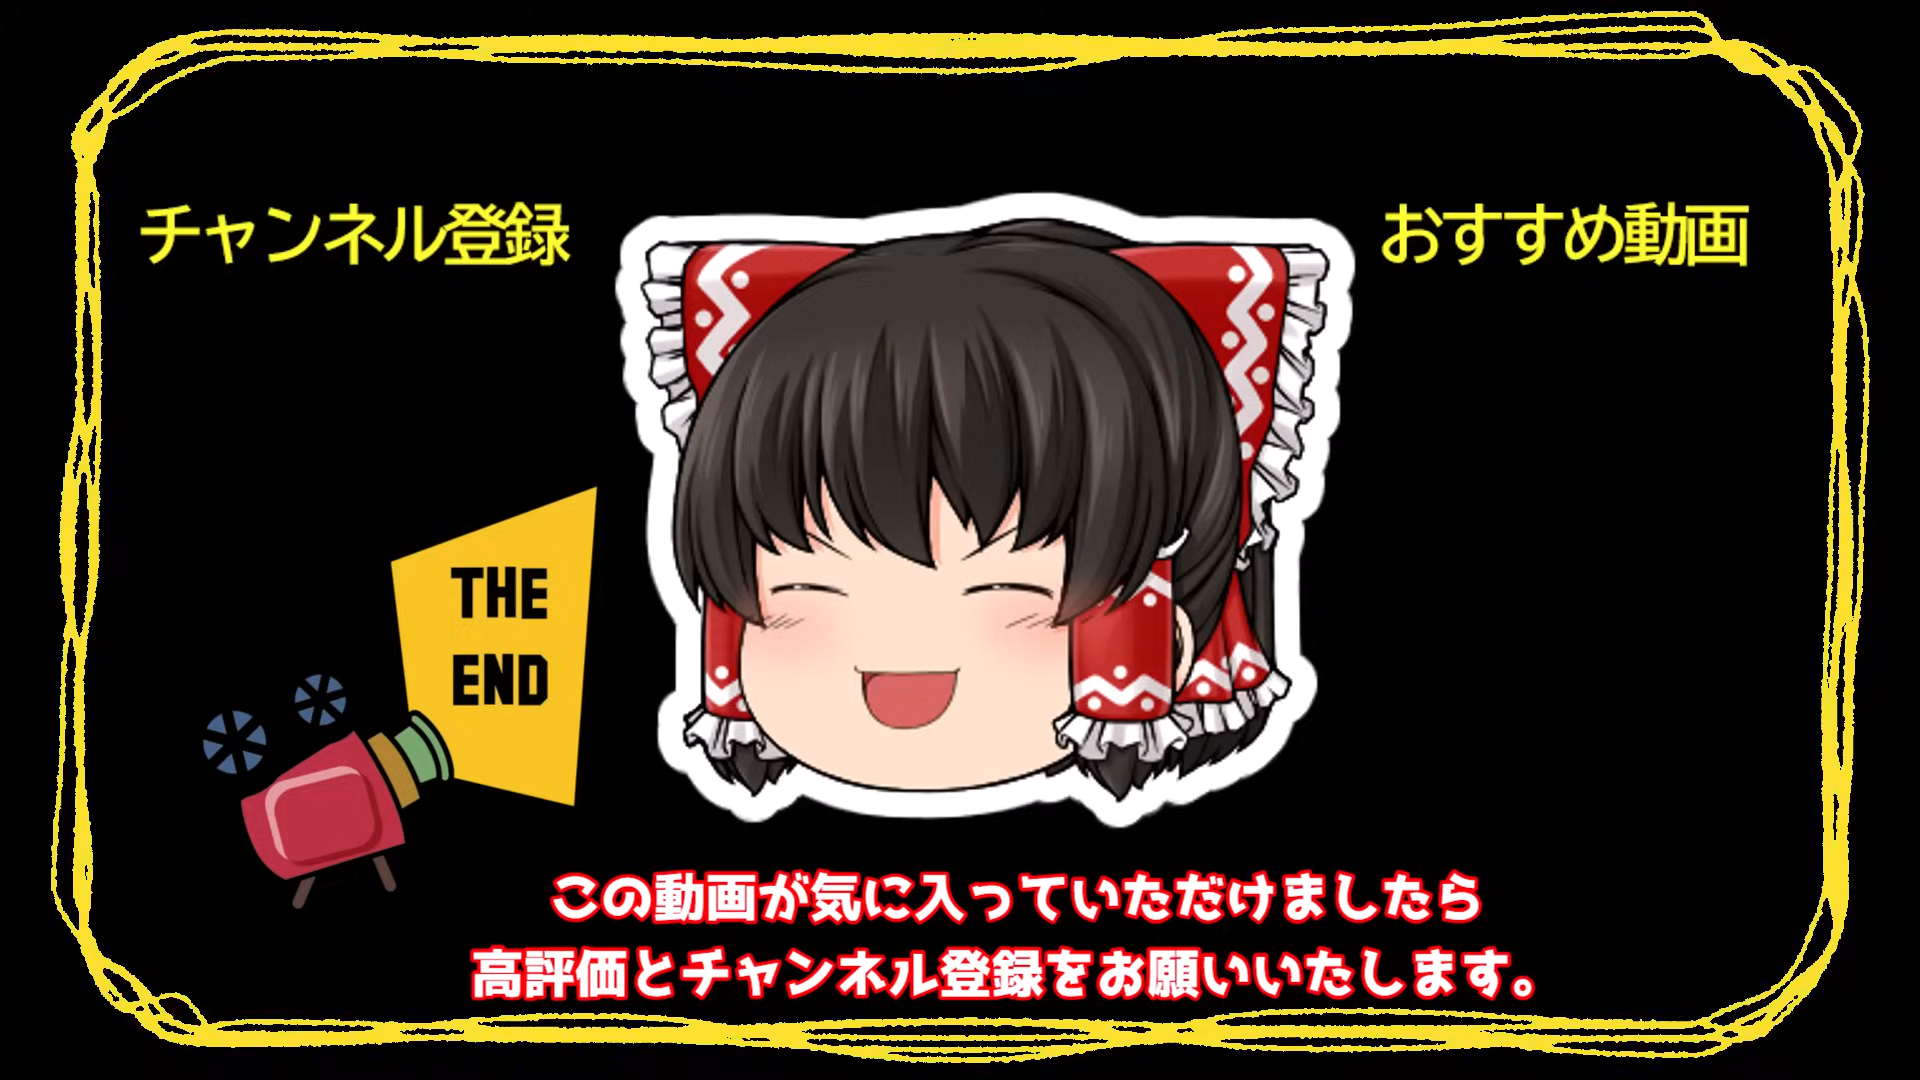 チャンネル登録
おすすめ動画
THE
END
この動画が気に入っていただけましたら
高評価とチャンネル登録をお願いいたします。